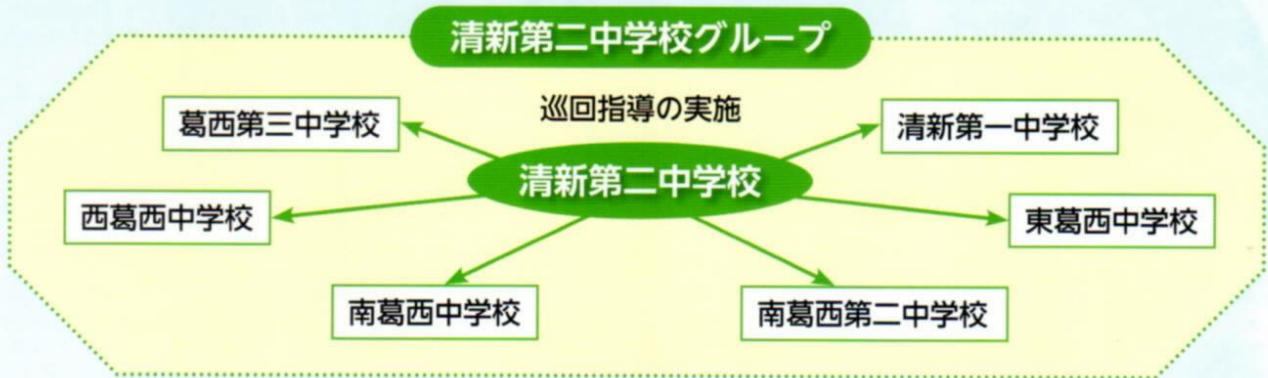 清新第二中学校グループ
巡回指導の実施
葛西第三中学校
清新第一中学校
清新第二中学校
西葛西中学校
東葛西中学校
南葛西中学校
南葛西第二中学校